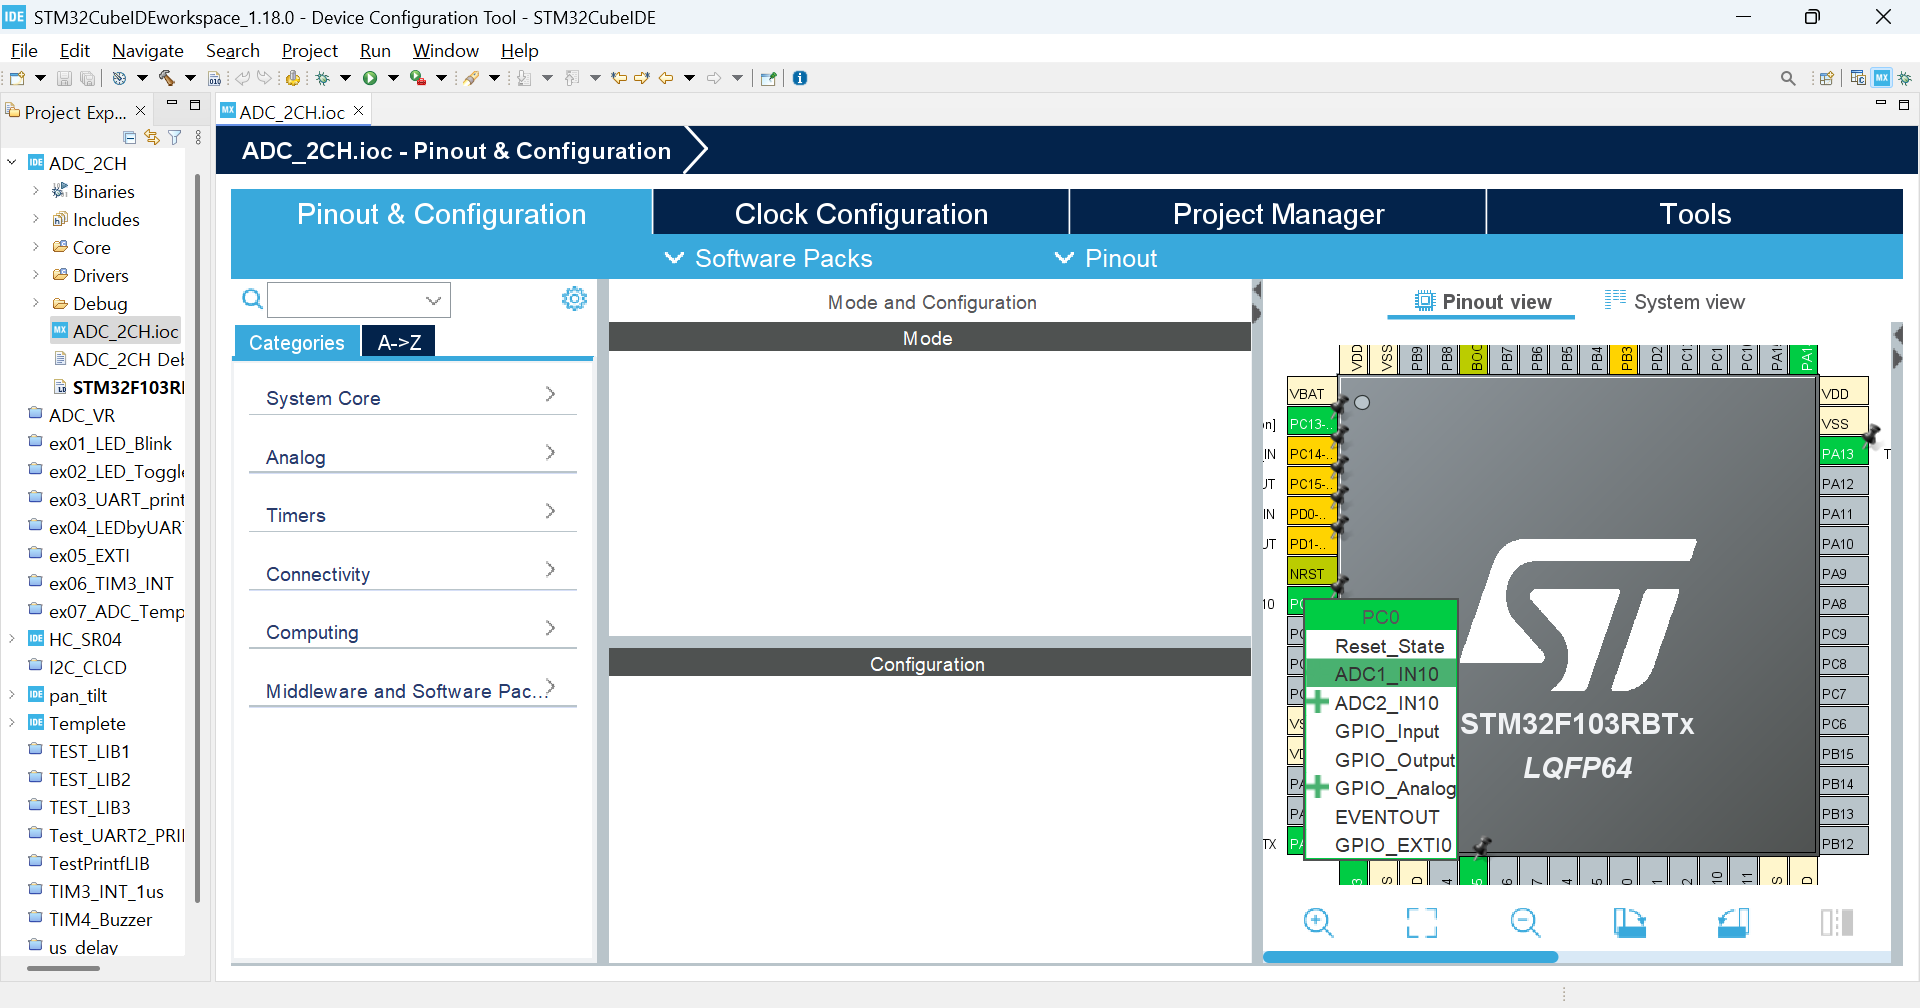 STM32CubeIDEworkspace_1.18.0 - Device Configuration Tool - STM32CubeIDE
File Edit Navigate Search Project Run Window Help
Project Exp...
ADC_2CH
Binaries
Includes
Core
Drivers
Debug
ADC_2CH.ioc
ADC_2CH Del
STM32F103RI
ADC_VR
ex01_LED_Blink
ex02_LED_Toggle
ex03_UART_print
ex04_LEDbyUAR
ex05_EXTI
ex06_TIM3_INT
ex07_ADC_Temp
HC_SR04
I2C_CLCD
pan_tilt
Templete
TEST_LIB1
TEST_LIB2
TEST_LIB3
Test_UART2_PRI
TestPrintfLIB
TIM3_INT_1us
TIM4_Buzzer
us_delay
ADC_2CH.ioc
ADC_2CH.ioc - Pinout & Configuration
Pinout & Configuration
Clock Configuration
Project Manager
Tools
Software Packs
Pinout
Categories
A->Z
System Core
Analog
Timers
Connectivity
Computing
Middleware and Software Pac...
Mode and Configuration
Mode
Configuration
Pinout view
System view
VDD
VSS
PB9
PB8
BOO
PB7
PB6
PB5
PB4
PB3
PD2
PC1
PC1
PC1
PA1
PA1
VBAT
PC13-..
PC14-..
PC15-..
PD0-..
PD1-..
NRST
PC0
Reset_State
ADC1_IN10
ADC2_IN10
GPIO_Input
GPIO_Output
GPIO_Analog
EVENTOUT
GPIO_EXTI0
STM32F103RBTx
LQFP64
VDD
VSS
PA13
PA12
PA11
PA10
PA9
PA8
PC9
PC8
PC7
PC6
PB15
PB14
PB13
PB12